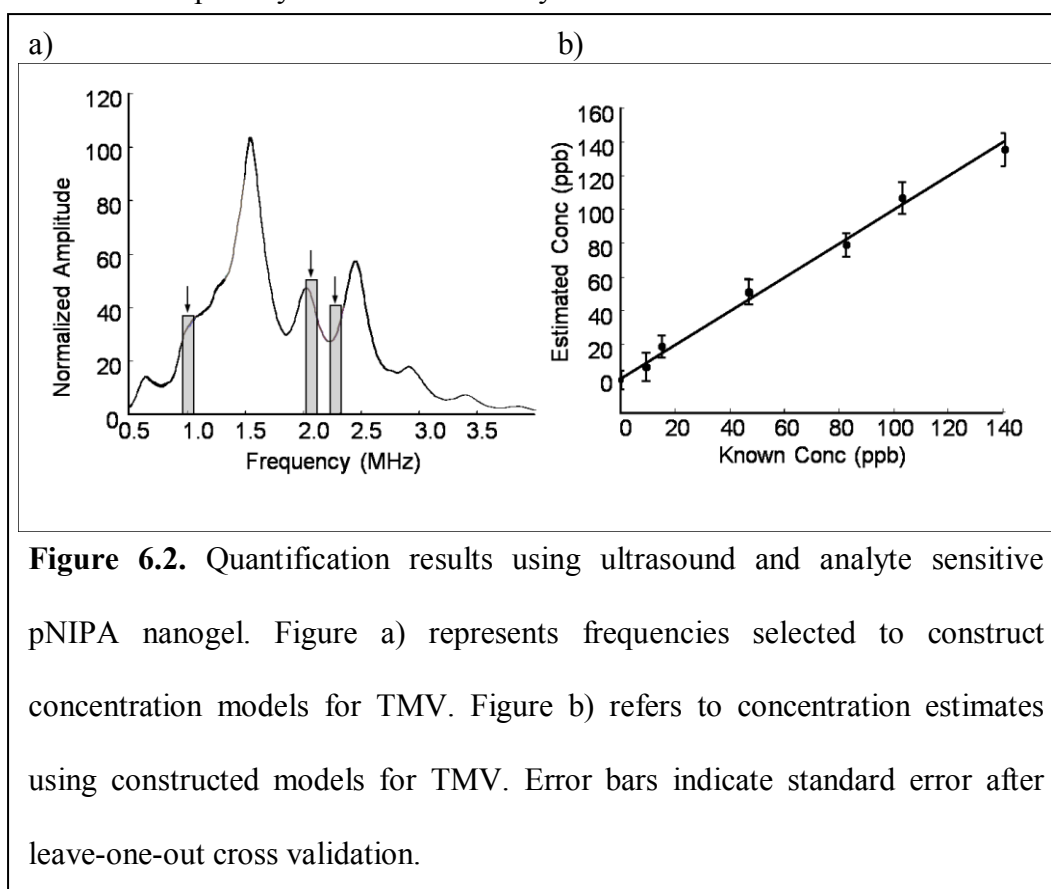 a) b)
120
100
80
60
40
20
0
Normalized Amplitude
0.5 1.0 1.5 2.0 2.5 3.0 3.5
Frequency (MHz)
160
140
120
100
80
60
40
20
0
Estimated Conc (ppb)
0 20 40 60 80 100 120 140
Known Conc (ppb)
Figure 6.2. Quantification results using ultrasound and analyte sensitive
pNIPA nanogel. Figure a) represents frequencies selected to construct
concentration models for TMV. Figure b) refers to concentration estimates
using constructed models for TMV. Error bars indicate standard error after
leave-one-out cross validation.